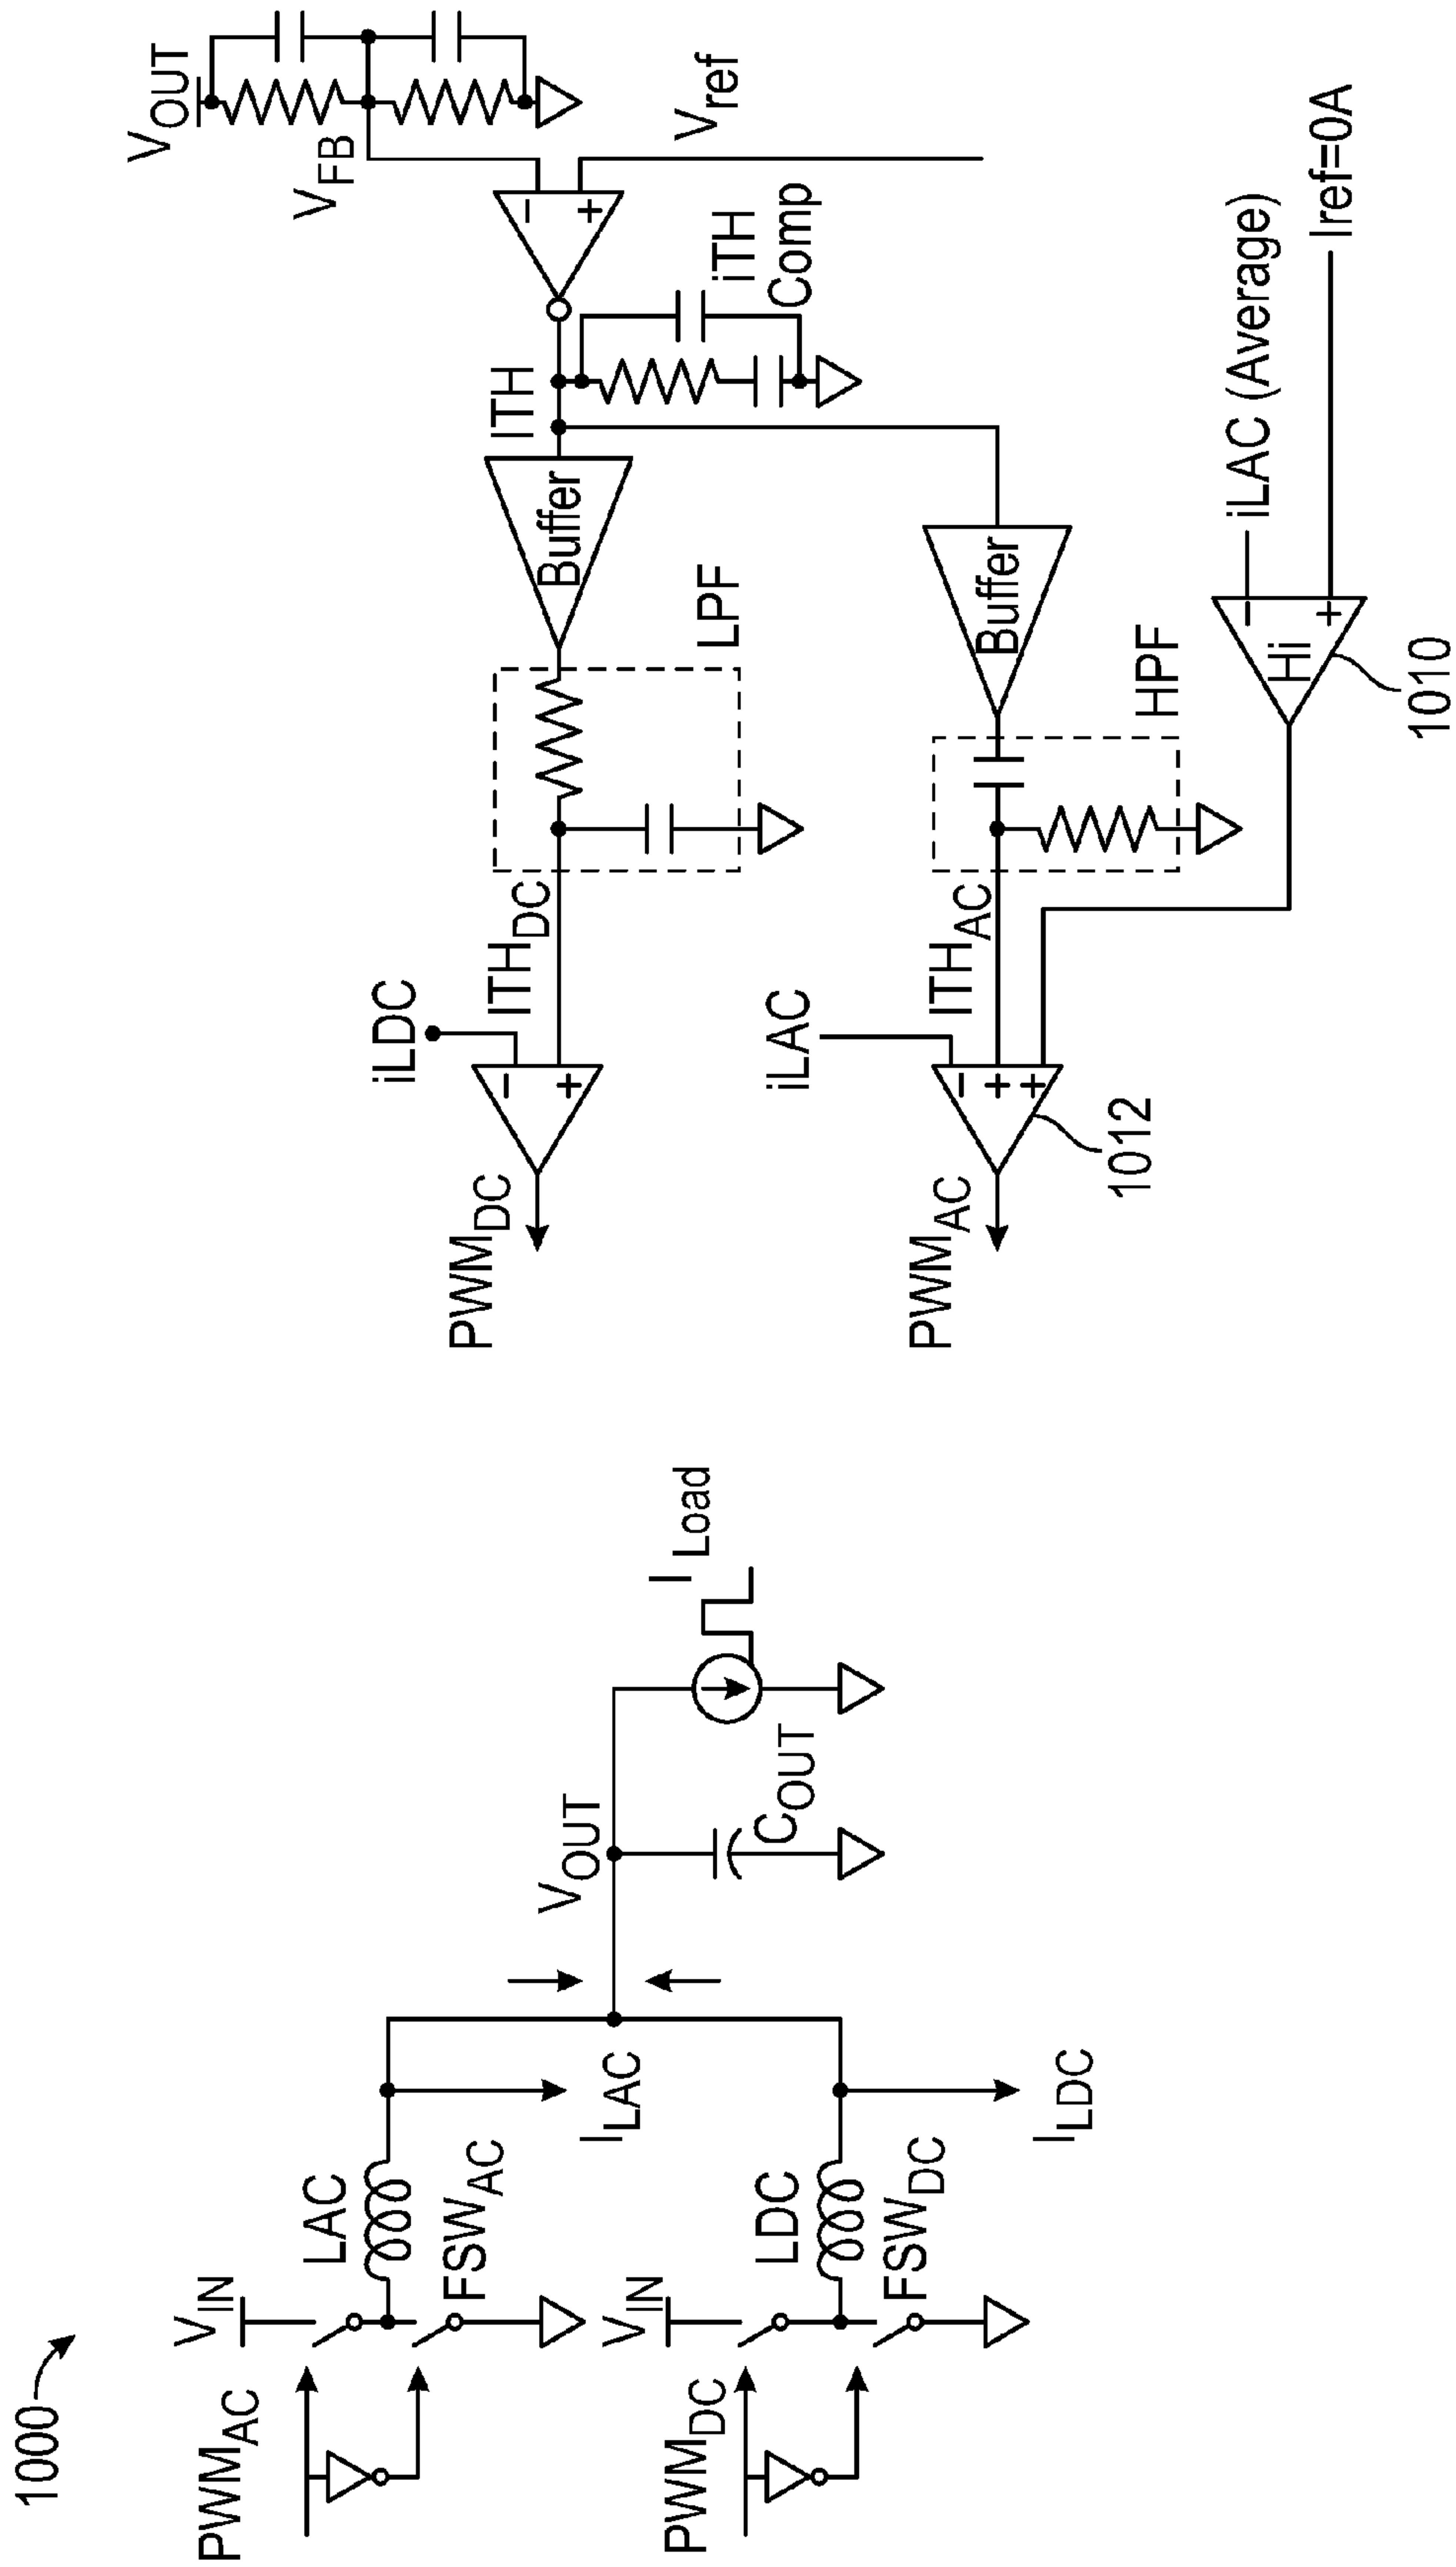 1000
PWMAC
VIN
LAC
FSWAC
ILAC
PWMDC
VIN
LDC
FSWDC
ILDC
VOUT
COUT
I Load
PWMDC
iLDC
ITHDC
LPF
Buffer
ITH
iTH
Comp
VFB
VOUT
Vref
−
+
−
+
PWMAC
1012
iLAC
ITHAC
HPF
Buffer
−
+
+
Hi
−
+
1010
iLAC (Average)
Iref=0A